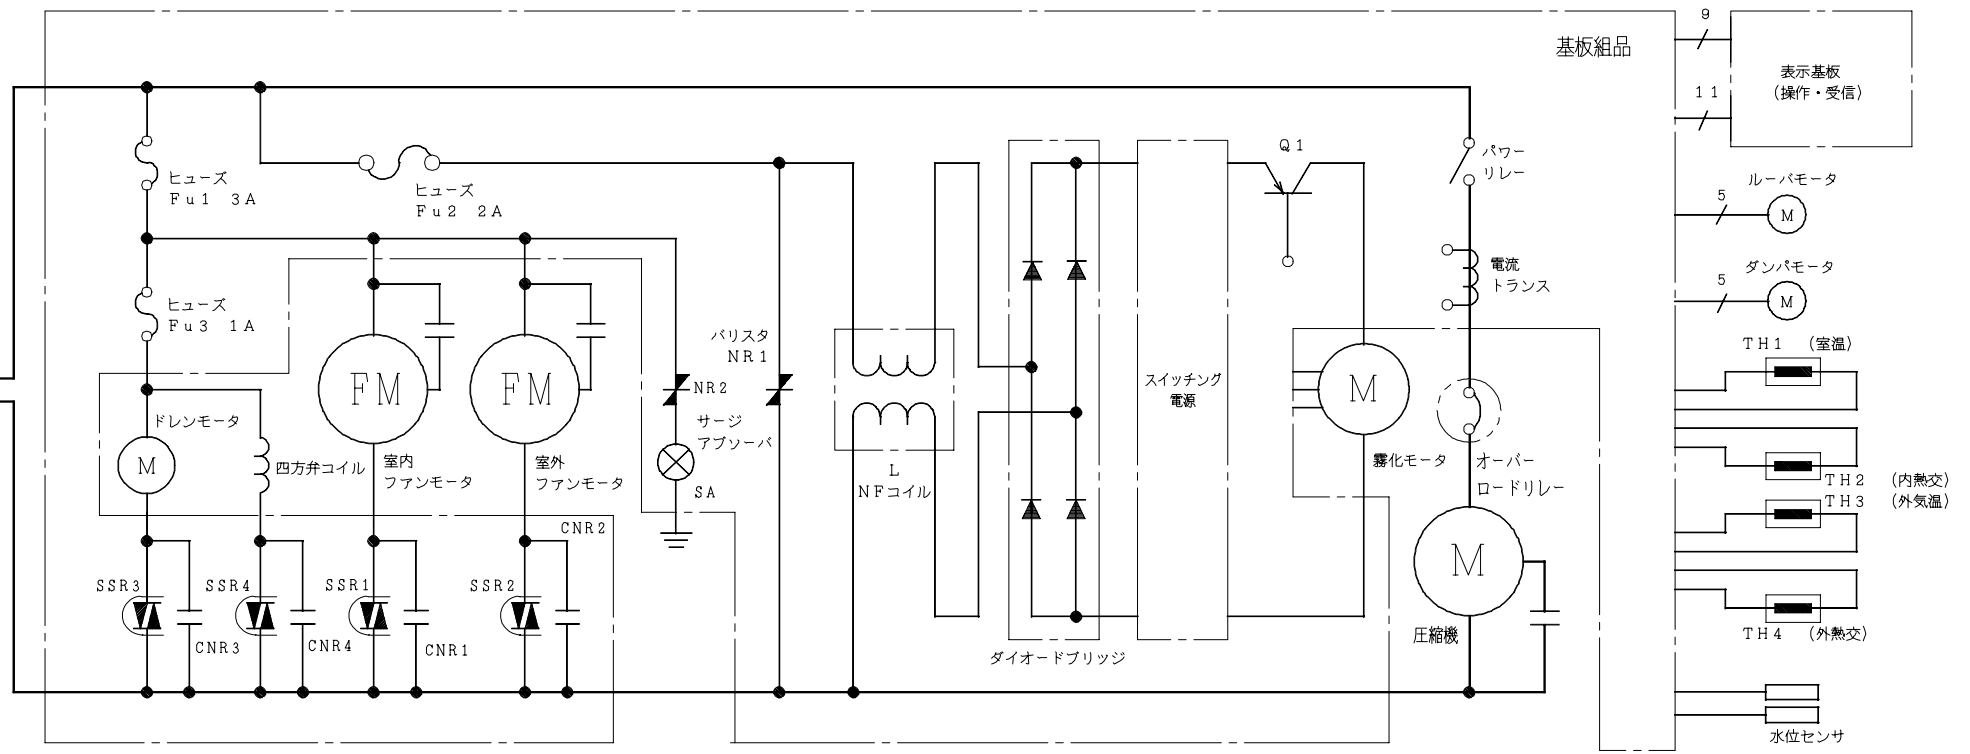 基板組品
9
11
表示基板
(操作・受信)
ヒューズ
Fu1 3A
ヒューズ
Fu2 2A
Q1
パワー
リレー
5
ルーバモータ
M
電流
トランス
5
ダンパモータ
M
ヒューズ
Fu3 1A
バリスタ
NR1
TH1 (室温)
FM
FM
NR2
サージ
アブソーバ
SA
スイッチング
電源
M
霧化モータ
ドレンモータ
M
四方弁コイル
室内
ファンモータ
室外
ファンモータ
L
NFコイル
オーバー
ロードリレー
TH2 (内熱交)
TH3 (外気温)
CNR2
SSR3
SSR4
SSR1
SSR2
M
圧縮機
CNR3
CNR4
CNR1
ダイオードブリッジ
TH4 (外熱交)
水位センサ